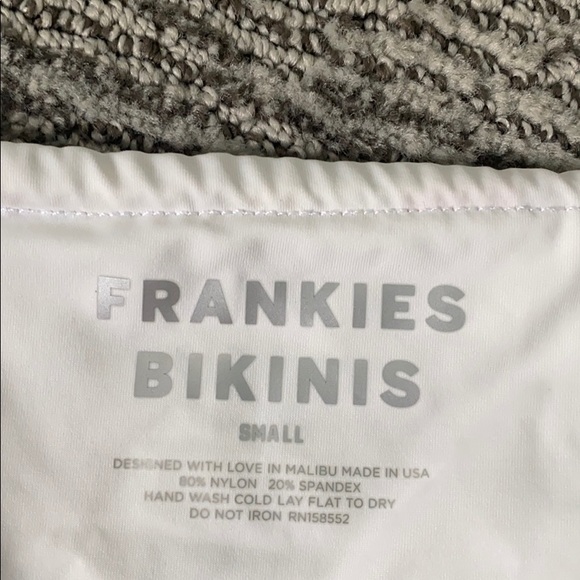 FRANKIES
BIKINIS
SMALL
DESIGNED WITH LOVE IN MALIBU MADE IN USA
80% NYLON 20% SPANDEX
HAND WASH COLD LAY FLAT TO DRY
DO NOT IRON RN158552